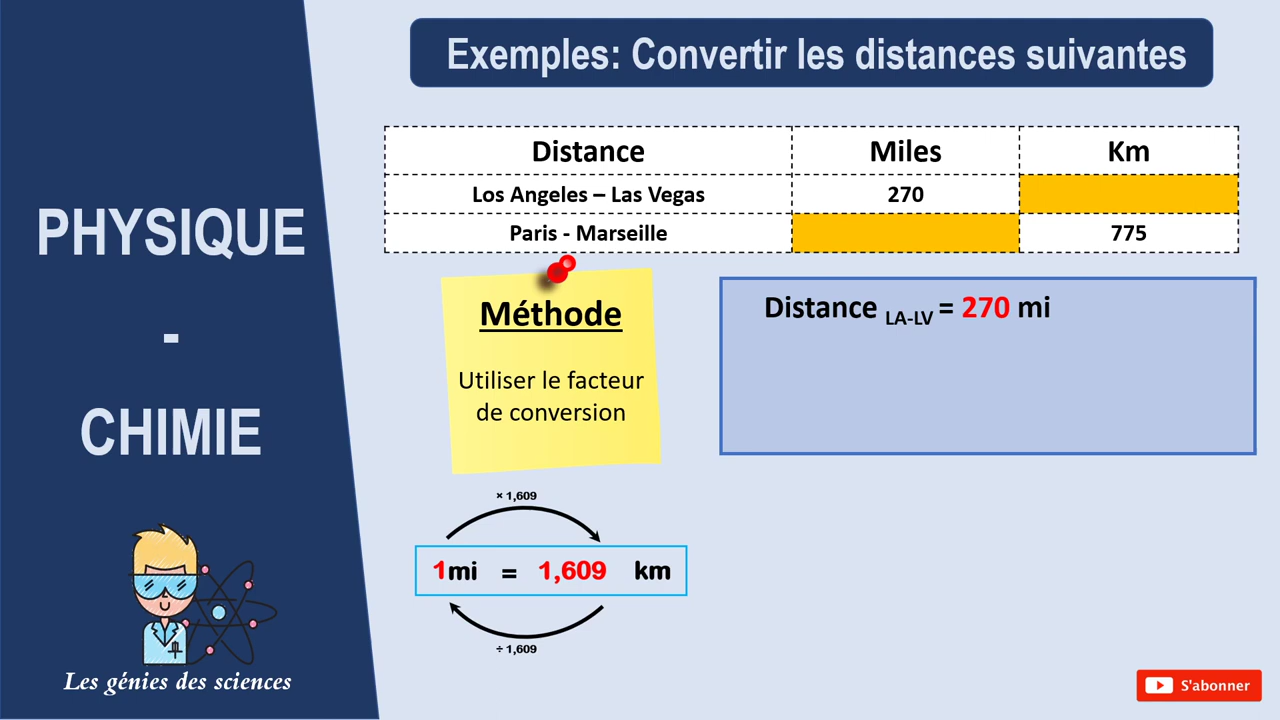 Exemples: Convertir les distances suivantes
Distance Miles Km
Los Angeles – Las Vegas 270
Paris - Marseille 775
PHYSIQUE
-
CHIMIE
Les génies des sciences
Méthode
Utiliser le facteur
de conversion
Distance LA-LV = 270 mi
× 1,609
1mi = 1,609 km
÷ 1,609
S'abonner